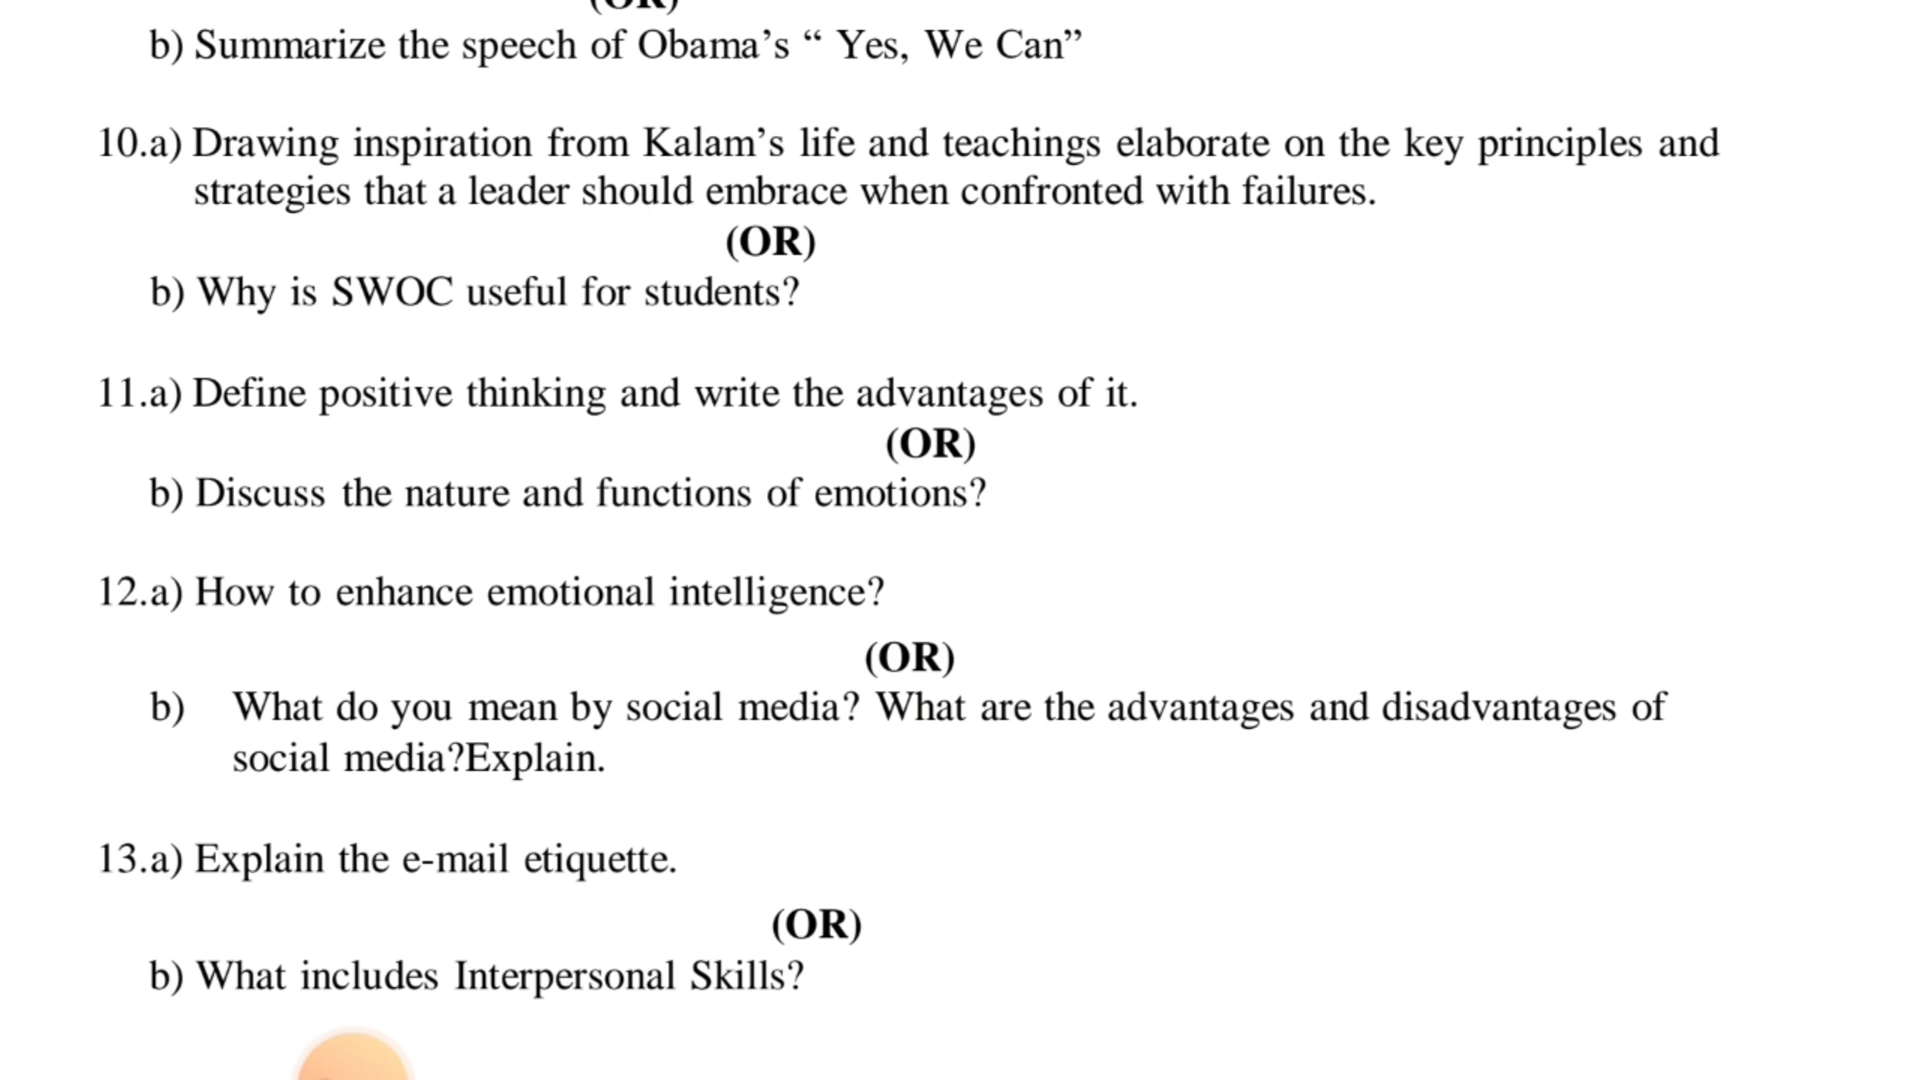 (OR)
b) Summarize the speech of Obama’s “ Yes, We Can”
10.a) Drawing inspiration from Kalam’s life and teachings elaborate on the key principles and
strategies that a leader should embrace when confronted with failures.
(OR)
b) Why is SWOC useful for students?
11.a) Define positive thinking and write the advantages of it.
(OR)
b) Discuss the nature and functions of emotions?
12.a) How to enhance emotional intelligence?
(OR)
b) What do you mean by social media? What are the advantages and disadvantages of
social media?Explain.
13.a) Explain the e-mail etiquette.
(OR)
b) What includes Interpersonal Skills?